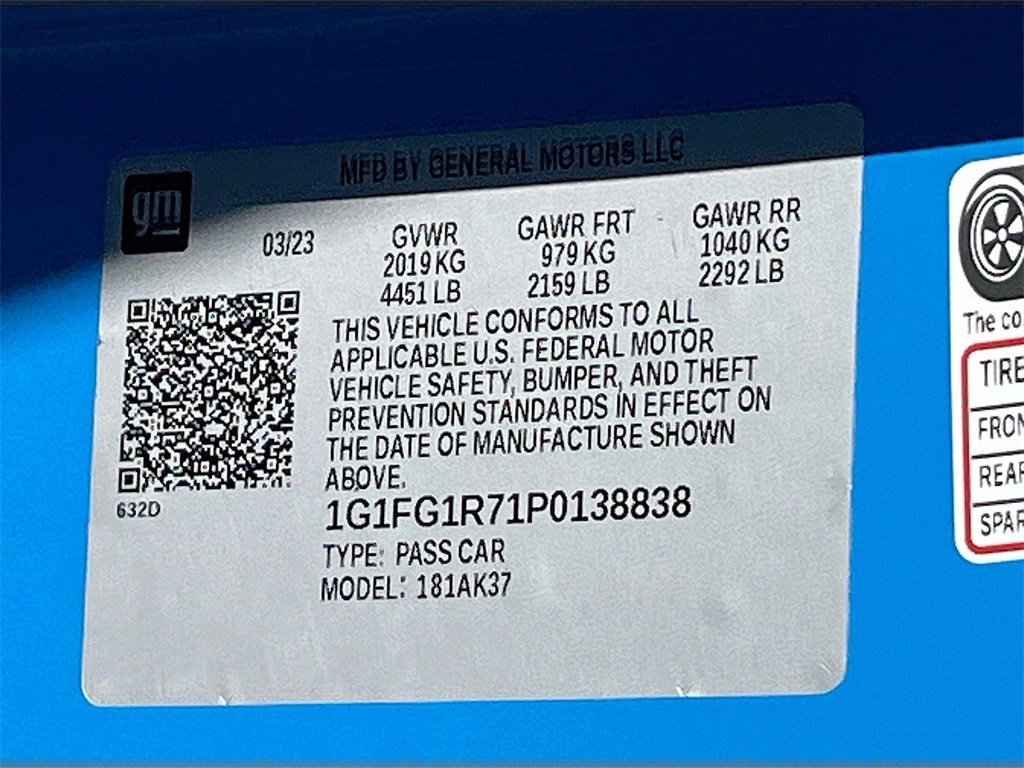 MFD BY GENERAL MOTORS LLC
gm
03/23
GVWR
2019 KG
4451 LB
GAWR FRT
979 KG
2159 LB
GAWR RR
1040 KG
2292 LB
THIS VEHICLE CONFORMS TO ALL
APPLICABLE U.S. FEDERAL MOTOR
VEHICLE SAFETY, BUMPER, AND THEFT
PREVENTION STANDARDS IN EFFECT ON
THE DATE OF MANUFACTURE SHOWN
ABOVE.
632D
1G1FG1R71P0138838
TYPE: PASS CAR
MODEL: 181AK37
The co
TIRE
FRON
REAR
SPAR